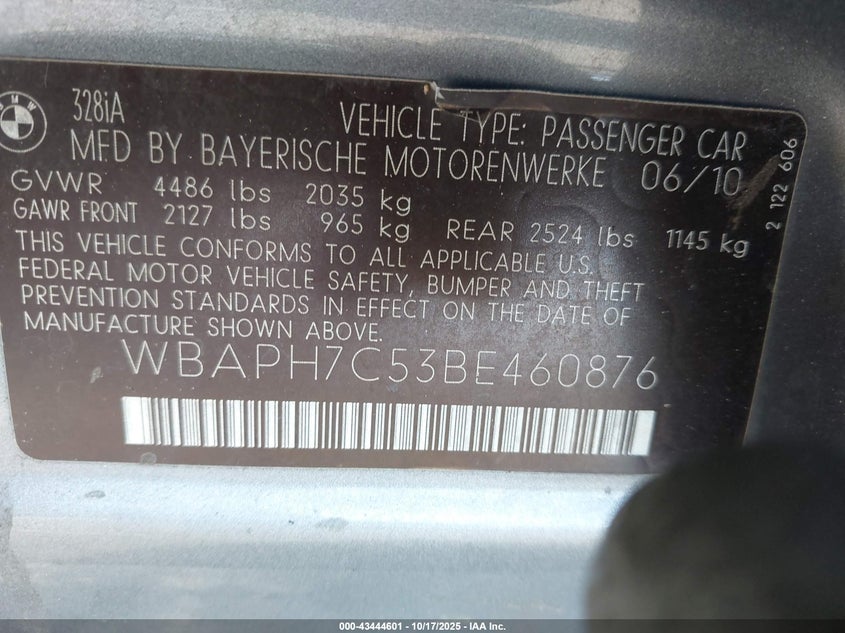 BMW
328iA
VEHICLE TYPE: PASSENGER CAR
MFD BY BAYERISCHE MOTORENWERKE 06/10
GVWR 4486 lbs 2035 kg
GAWR FRONT 2127 lbs 965 kg REAR 2524 lbs 1145 kg
THIS VEHICLE CONFORMS TO ALL APPLICABLE U.S.
FEDERAL MOTOR VEHICLE SAFETY, BUMPER AND THEFT
PREVENTION STANDARDS IN EFFECT ON THE DATE OF
MANUFACTURE SHOWN ABOVE.
WBAPH7C53BE460876
2 122 606
000-43444601 - 10/17/2025 - IAA Inc.